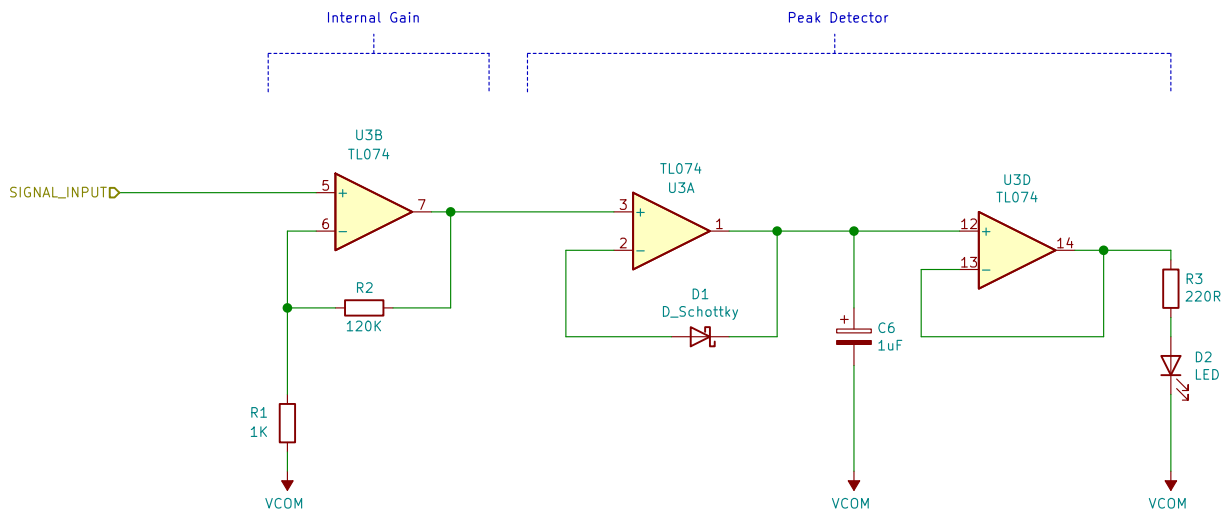 Internal Gain
Peak Detector
U3B
TL074
SIGNAL_INPUT
5
+
6
−
7
R2
120K
R1
1K
VCOM
TL074
U3A
3
+
2
−
1
D1
D_Schottky
+
C6
1uF
VCOM
U3D
TL074
12
+
13
−
14
R3
220R
D2
LED
VCOM